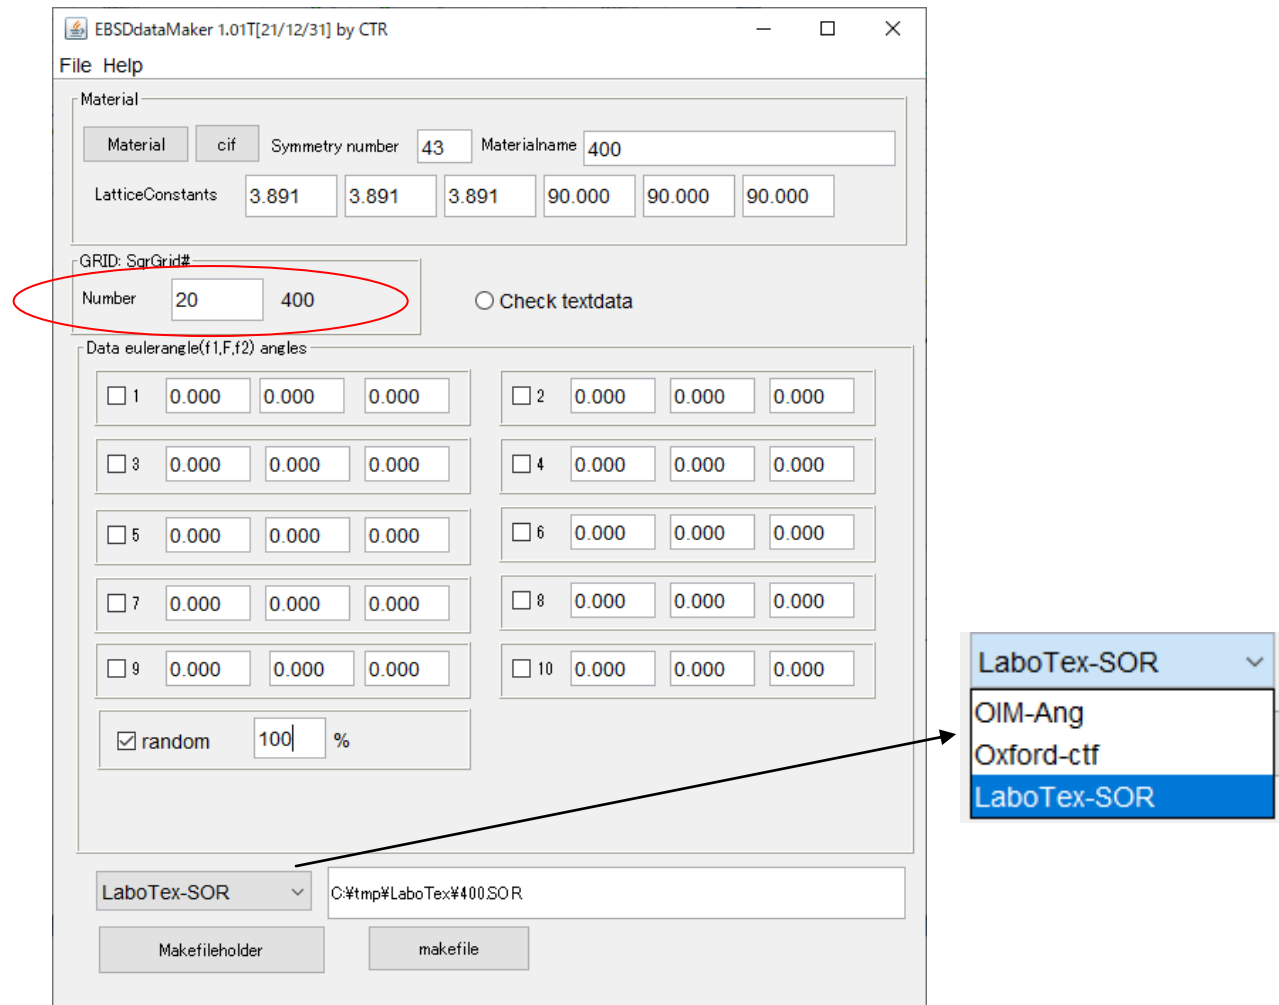 EBSDdataMaker 1.01T[21/12/31] by CTR
File Help
Material
Material cif Symmetry number 43 Materialname 400
LatticeConstants 3.891 3.891 3.891 90.000 90.000 90.000
GRID: SqrGrid#
Number 20 400
Check textdata
Data eulerangle(f1,F,f2) angles
1 0.000 0.000 0.000
2 0.000 0.000 0.000
3 0.000 0.000 0.000
4 0.000 0.000 0.000
5 0.000 0.000 0.000
6 0.000 0.000 0.000
7 0.000 0.000 0.000
8 0.000 0.000 0.000
9 0.000 0.000 0.000
10 0.000 0.000 0.000
random 100 %
LaboTex-SOR
OIM-Ang
Oxford-ctf
LaboTex-SOR
LaboTex-SOR C:¥tmp¥LaboTex¥400.SOR
Makefileholder makefile